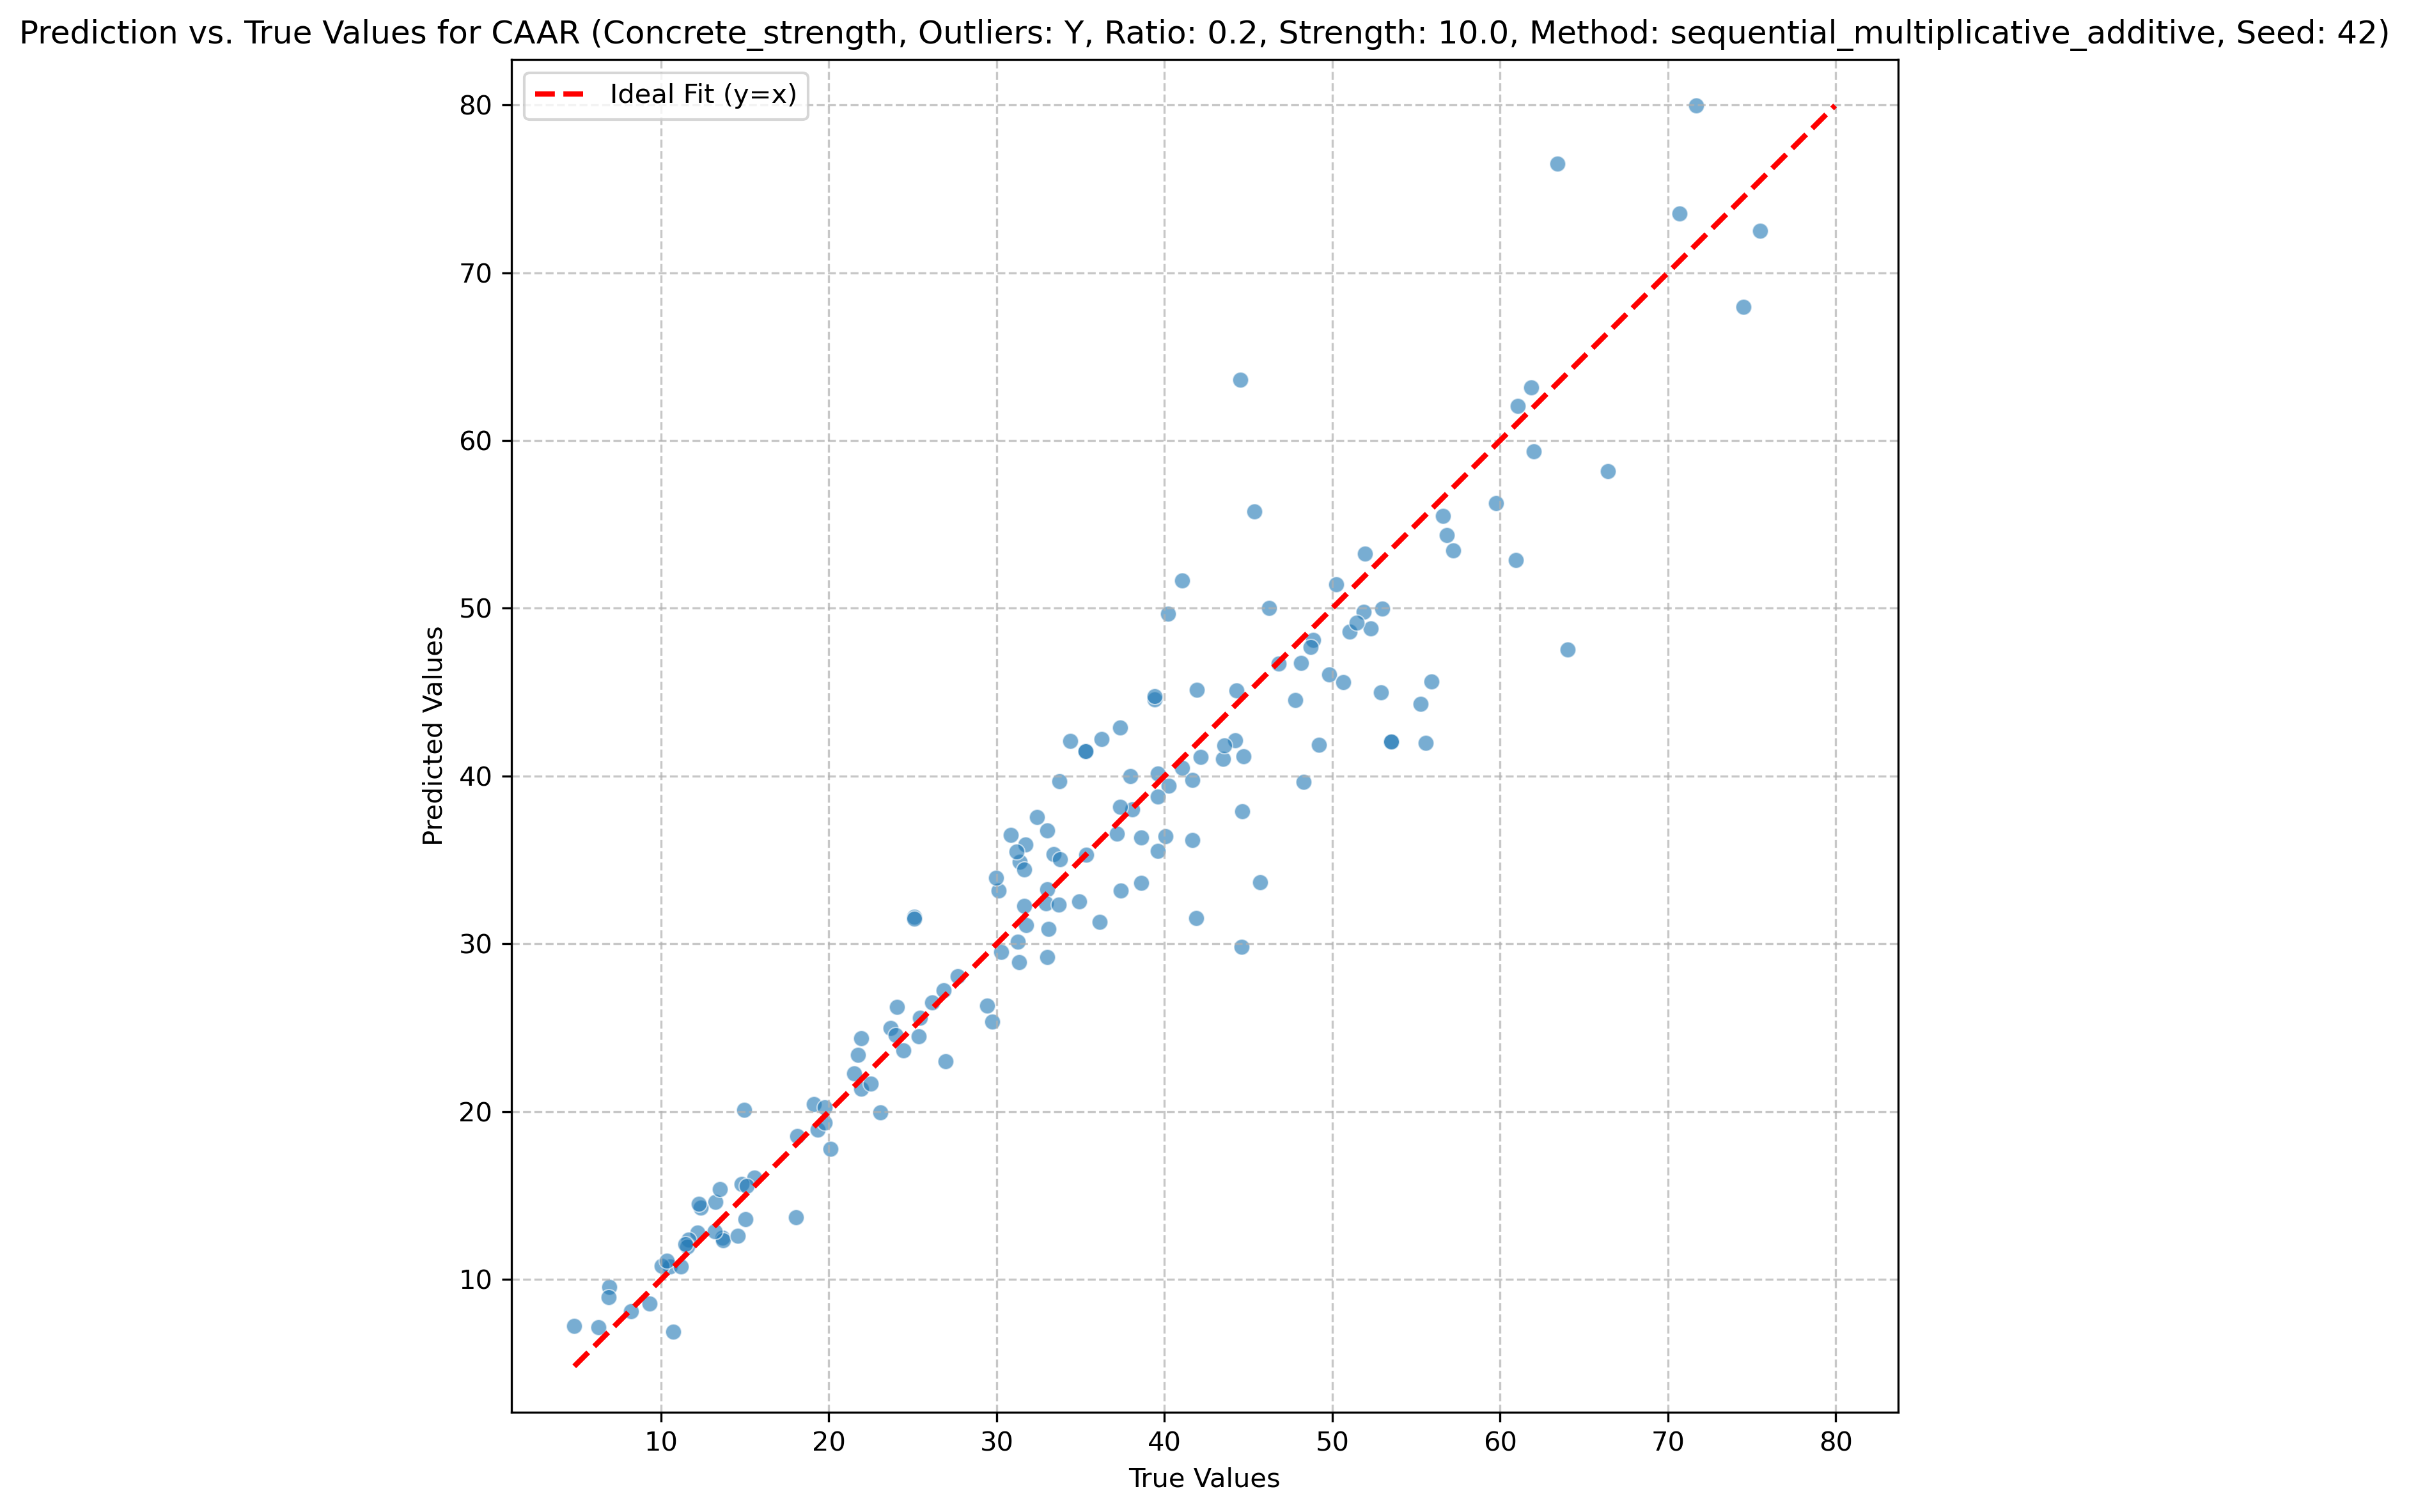 Prediction vs. True Values for CAAR (Concrete_strength, Outliers: Y, Ratio: 0.2, Strength: 10.0, Method: sequential_multiplicative_additive, Seed: 42)
Ideal Fit (y=x)
80
70
60
50
40
30
20
10
Predicted Values
10 20 30 40 50 60 70 80
True Values